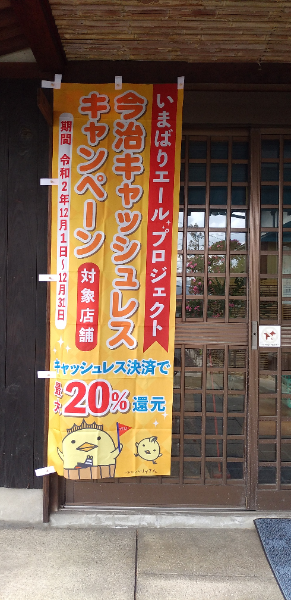 いまばりエールプロジェクト
今治キャッシュレス
キャンペーン
対象店舗
期間 令和2年12月1日～12月31日
キャッシュレス決済で
最大20%還元